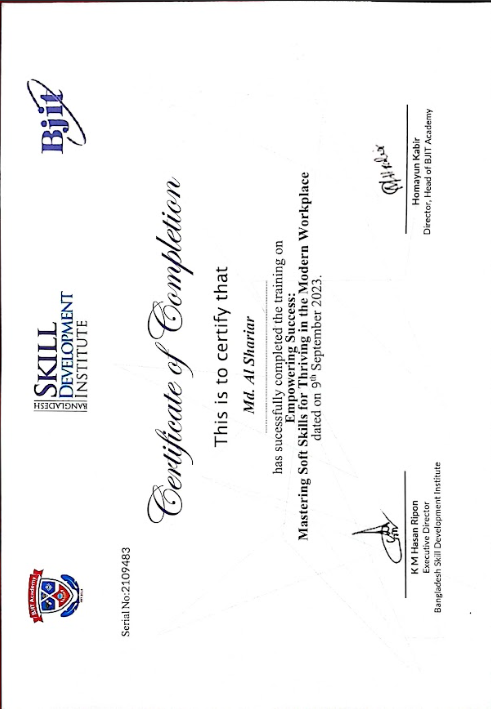 BJIT Academy
BANGLADESH
SKILL
DEVELOPMENT
INSTITUTE
Bjit
Serial No:2109483
Certificate of Completion
This is to certify that
Md. Al Shariar
has sucessfully completed the training on
Empowering Success:
Mastering Soft Skills for Thriving in the Modern Workplace
dated on 9th September 2023.
K M Hasan Ripon
Executive Director
Bangladesh Skill Development Institute
Homayun Kabir
Director, Head of BJIT Academy